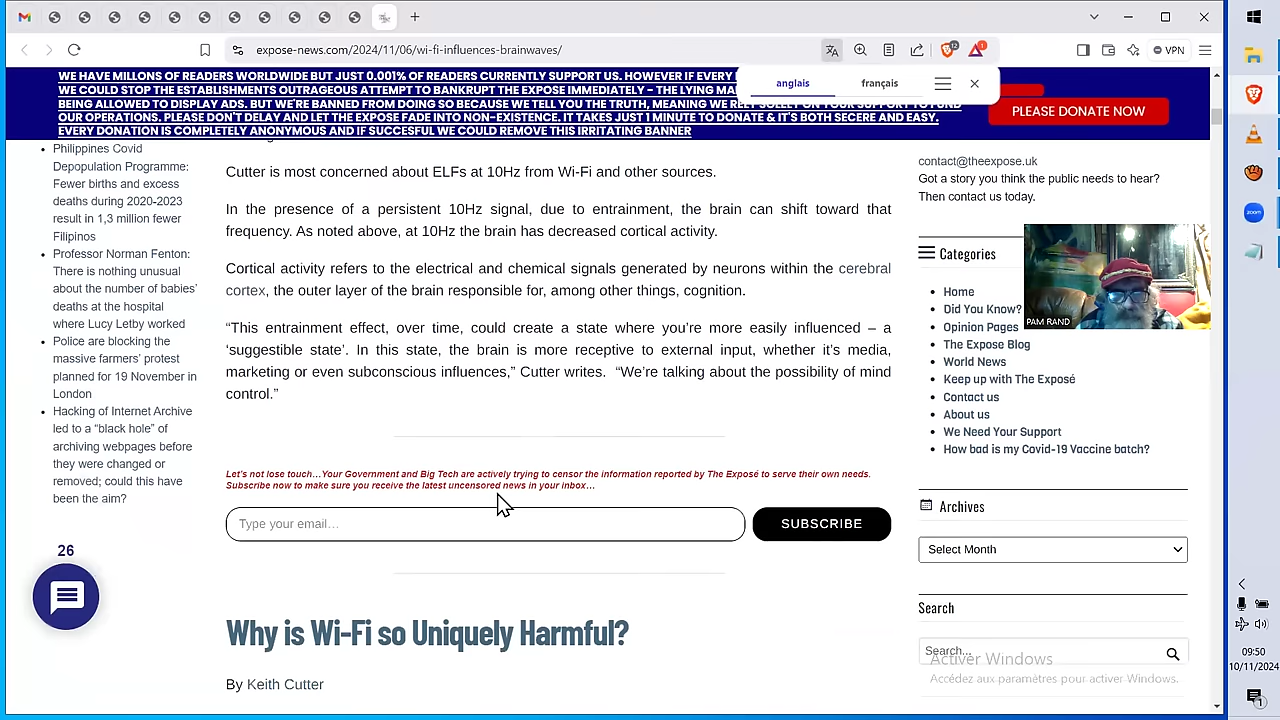 expose-news.com/2024/11/06/wi-fi-influences-brainwaves/
12
1
VPN
WE HAVE MILLONS OF READERS WORLDWIDE BUT JUST 0.001% OF READERS CURRENTLY SUPPORT US. HOWEVER IF EVERY
WE COULD STOP THE ESTABLISHMENTS OUTRAGEOUS ATTEMPT TO BANKRUPT THE EXPOSE IMMEDIATELY – THE LYING
BEING ALLOWED TO DISPLAY ADS. BUT WE'RE BANNED FROM DOING SO BECAUSE WE TELL YOU THE TRUTH, MEANING WE RELY SOLELY ON YOUR SUPPORT TO FUND
OUR OPERATIONS. PLEASE DON'T DELAY AND LET THE EXPOSE FADE INTO NON-EXISTENCE. IT TAKES JUST 1 MINUTE TO DONATE & IT'S BOTH SECERE AND EASY.
EVERY DONATION IS COMPLETELY ANONYMOUS AND IF SUCCESFUL WE COULD REMOVE THIS IRRITATING BANNER
anglais
français
PLEASE DONATE NOW
Philippines Covid
Depopulation Programme:
Fewer births and excess
deaths during 2020-2023
result in 1,3 million fewer
Filipinos
Professor Norman Fenton:
There is nothing unusual
about the number of babies'
deaths at the hospital
where Lucy Letby worked
Police are blocking the
massive farmers' protest
planned for 19 November in
London
Hacking of Internet Archive
led to a “black hole” of
archiving webpages before
they were changed or
removed; could this have
been the aim?
26
Cutter is most concerned about ELFs at 10Hz from Wi-Fi and other sources.
In the presence of a persistent 10Hz signal, due to entrainment, the brain can shift toward that
frequency. As noted above, at 10Hz the brain has decreased cortical activity.
Cortical activity refers to the electrical and chemical signals generated by neurons within the cerebral
cortex, the outer layer of the brain responsible for, among other things, cognition.
“This entrainment effect, over time, could create a state where you're more easily influenced – a
‘suggestible state’. In this state, the brain is more receptive to external input, whether it's media,
marketing or even subconscious influences,” Cutter writes. “We're talking about the possibility of mind
control.”
Let's not lose touch…Your Government and Big Tech are actively trying to censor the information reported by The Exposé to serve their own needs.
Subscribe now to make sure you receive the latest uncensored news in your inbox…
Type your email…
SUBSCRIBE
Why is Wi-Fi so Uniquely Harmful?
By Keith Cutter
contact@theexpose.uk
Got a story you think the public needs to hear?
Then contact us today.
Categories
PAM RAND
Home
Did You Know?
Opinion Pages
The Expose Blog
World News
Keep up with The Exposé
Contact us
About us
We Need Your Support
How bad is my Covid-19 Vaccine batch?
Archives
Select Month
Search
Search...
Activer Windows
Accédez aux paramètres pour activer Windows.
zoom
09:50
10/11/2024
1